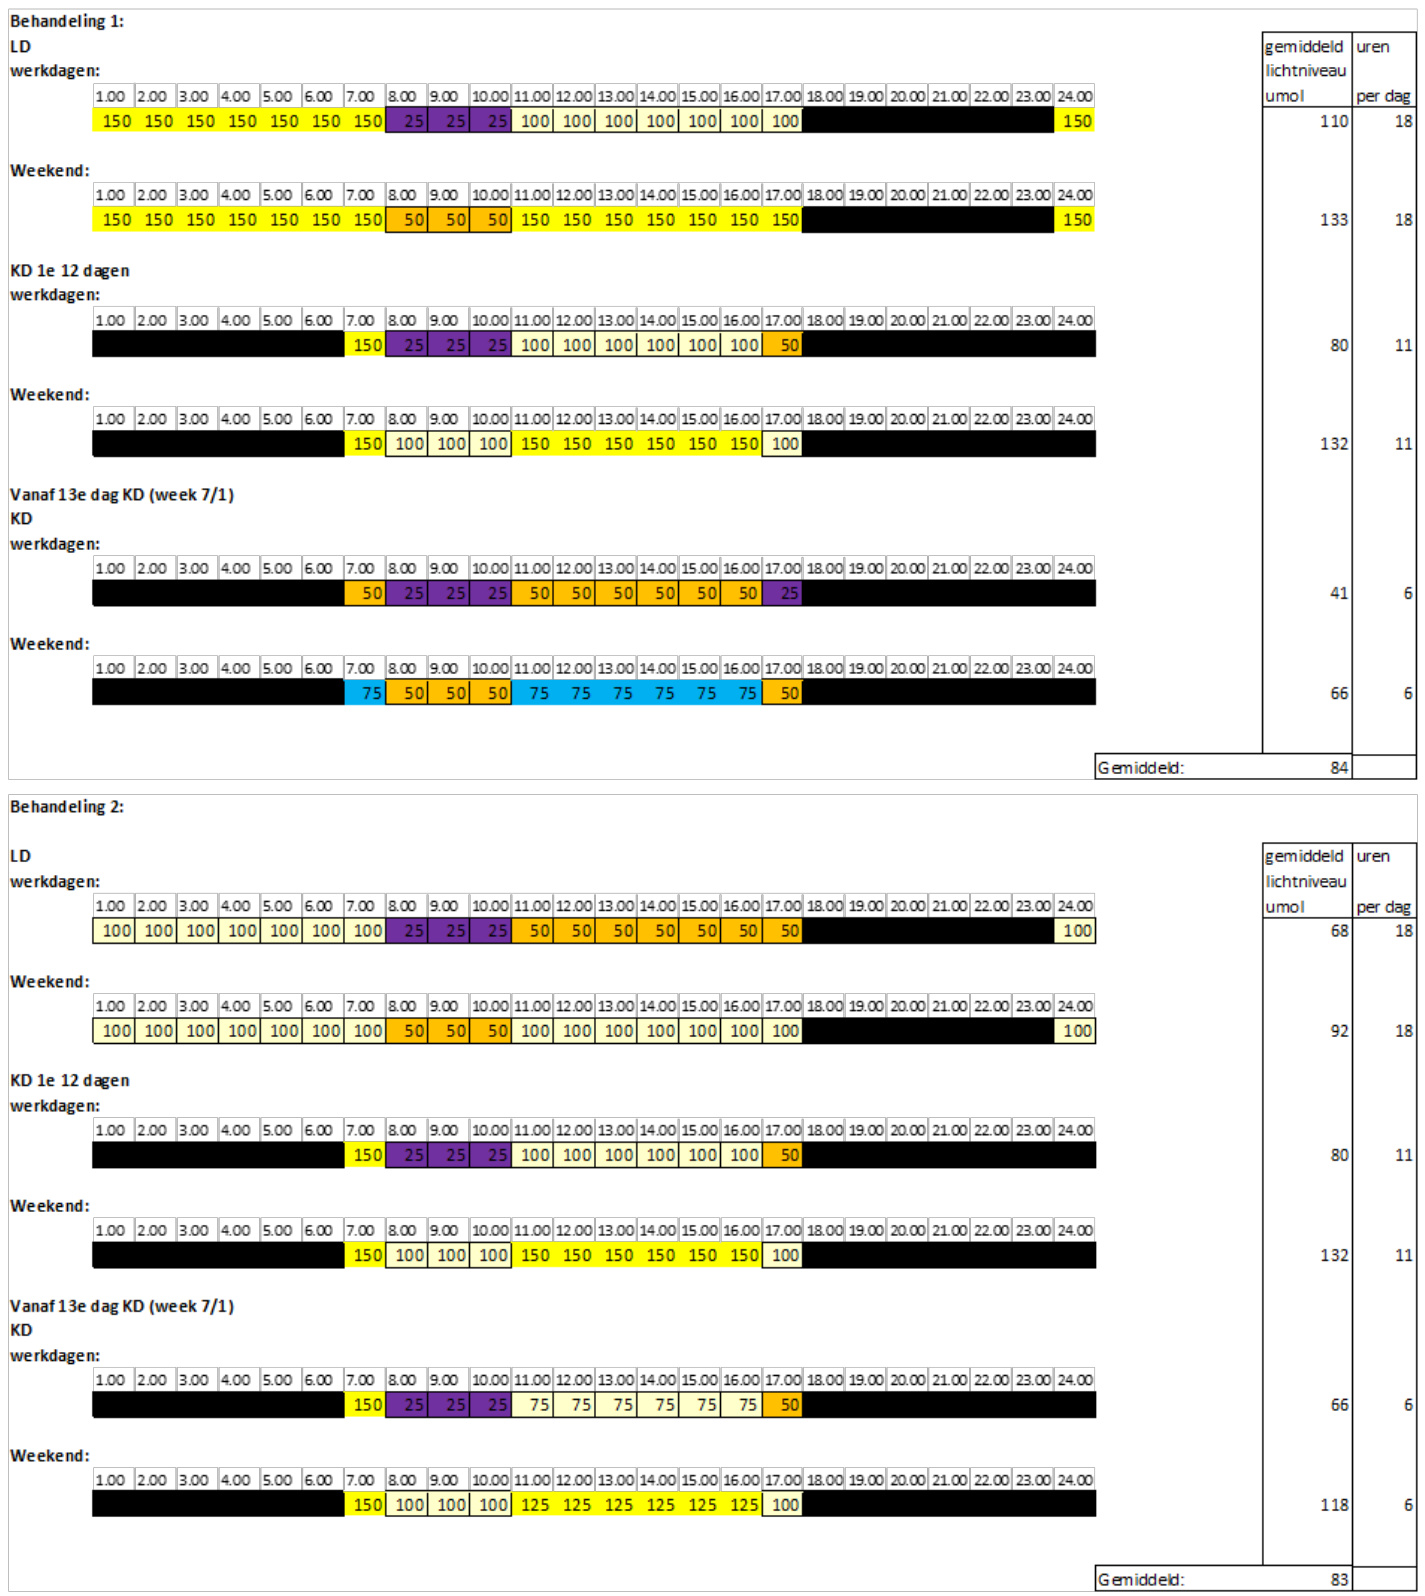 Behandeling 1:
LD gemiddeld uren
werkdagen: lichtniveau
1.00 2.00 3.00 4.00 5.00 6.00 7.00 8.00 9.00 10.00 11.00 12.00 13.00 14.00 15.00 16.00 17.00 18.00 19.00 20.00 21.00 22.00 23.00 24.00 umol per dag
150 150 150 150 150 150 150 25 25 25 100 100 100 100 100 100 100 150 110 18
Weekend:
1.00 2.00 3.00 4.00 5.00 6.00 7.00 8.00 9.00 10.00 11.00 12.00 13.00 14.00 15.00 16.00 17.00 18.00 19.00 20.00 21.00 22.00 23.00 24.00
150 150 150 150 150 150 150 50 50 50 150 150 150 150 150 150 150 150 133 18
KD 1e 12 dagen
werkdagen:
1.00 2.00 3.00 4.00 5.00 6.00 7.00 8.00 9.00 10.00 11.00 12.00 13.00 14.00 15.00 16.00 17.00 18.00 19.00 20.00 21.00 22.00 23.00 24.00
150 25 25 25 100 100 100 100 100 100 50 80 11
Weekend:
1.00 2.00 3.00 4.00 5.00 6.00 7.00 8.00 9.00 10.00 11.00 12.00 13.00 14.00 15.00 16.00 17.00 18.00 19.00 20.00 21.00 22.00 23.00 24.00
150 100 100 100 150 150 150 150 150 150 100 132 11
Vanaf 13e dag KD (week 7/1)
KD
werkdagen:
1.00 2.00 3.00 4.00 5.00 6.00 7.00 8.00 9.00 10.00 11.00 12.00 13.00 14.00 15.00 16.00 17.00 18.00 19.00 20.00 21.00 22.00 23.00 24.00
50 25 25 25 50 50 50 50 50 50 25 41 6
Weekend:
1.00 2.00 3.00 4.00 5.00 6.00 7.00 8.00 9.00 10.00 11.00 12.00 13.00 14.00 15.00 16.00 17.00 18.00 19.00 20.00 21.00 22.00 23.00 24.00
75 50 50 50 75 75 75 75 75 75 50 66 6
Gemiddeld: 84
Behandeling 2:
LD gemiddeld uren
werkdagen: lichtniveau
1.00 2.00 3.00 4.00 5.00 6.00 7.00 8.00 9.00 10.00 11.00 12.00 13.00 14.00 15.00 16.00 17.00 18.00 19.00 20.00 21.00 22.00 23.00 24.00 umol per dag
100 100 100 100 100 100 100 25 25 25 50 50 50 50 50 50 50 100 68 18
Weekend:
1.00 2.00 3.00 4.00 5.00 6.00 7.00 8.00 9.00 10.00 11.00 12.00 13.00 14.00 15.00 16.00 17.00 18.00 19.00 20.00 21.00 22.00 23.00 24.00
100 100 100 100 100 100 100 50 50 50 100 100 100 100 100 100 100 100 92 18
KD 1e 12 dagen
werkdagen:
1.00 2.00 3.00 4.00 5.00 6.00 7.00 8.00 9.00 10.00 11.00 12.00 13.00 14.00 15.00 16.00 17.00 18.00 19.00 20.00 21.00 22.00 23.00 24.00
150 25 25 25 100 100 100 100 100 100 50 80 11
Weekend:
1.00 2.00 3.00 4.00 5.00 6.00 7.00 8.00 9.00 10.00 11.00 12.00 13.00 14.00 15.00 16.00 17.00 18.00 19.00 20.00 21.00 22.00 23.00 24.00
150 100 100 100 150 150 150 150 150 150 100 132 11
Vanaf 13e dag KD (week 7/1)
KD
werkdagen:
1.00 2.00 3.00 4.00 5.00 6.00 7.00 8.00 9.00 10.00 11.00 12.00 13.00 14.00 15.00 16.00 17.00 18.00 19.00 20.00 21.00 22.00 23.00 24.00
150 25 25 25 75 75 75 75 75 75 50 66 6
Weekend:
1.00 2.00 3.00 4.00 5.00 6.00 7.00 8.00 9.00 10.00 11.00 12.00 13.00 14.00 15.00 16.00 17.00 18.00 19.00 20.00 21.00 22.00 23.00 24.00
150 100 100 100 125 125 125 125 125 125 100 118 6
Gemiddeld: 83